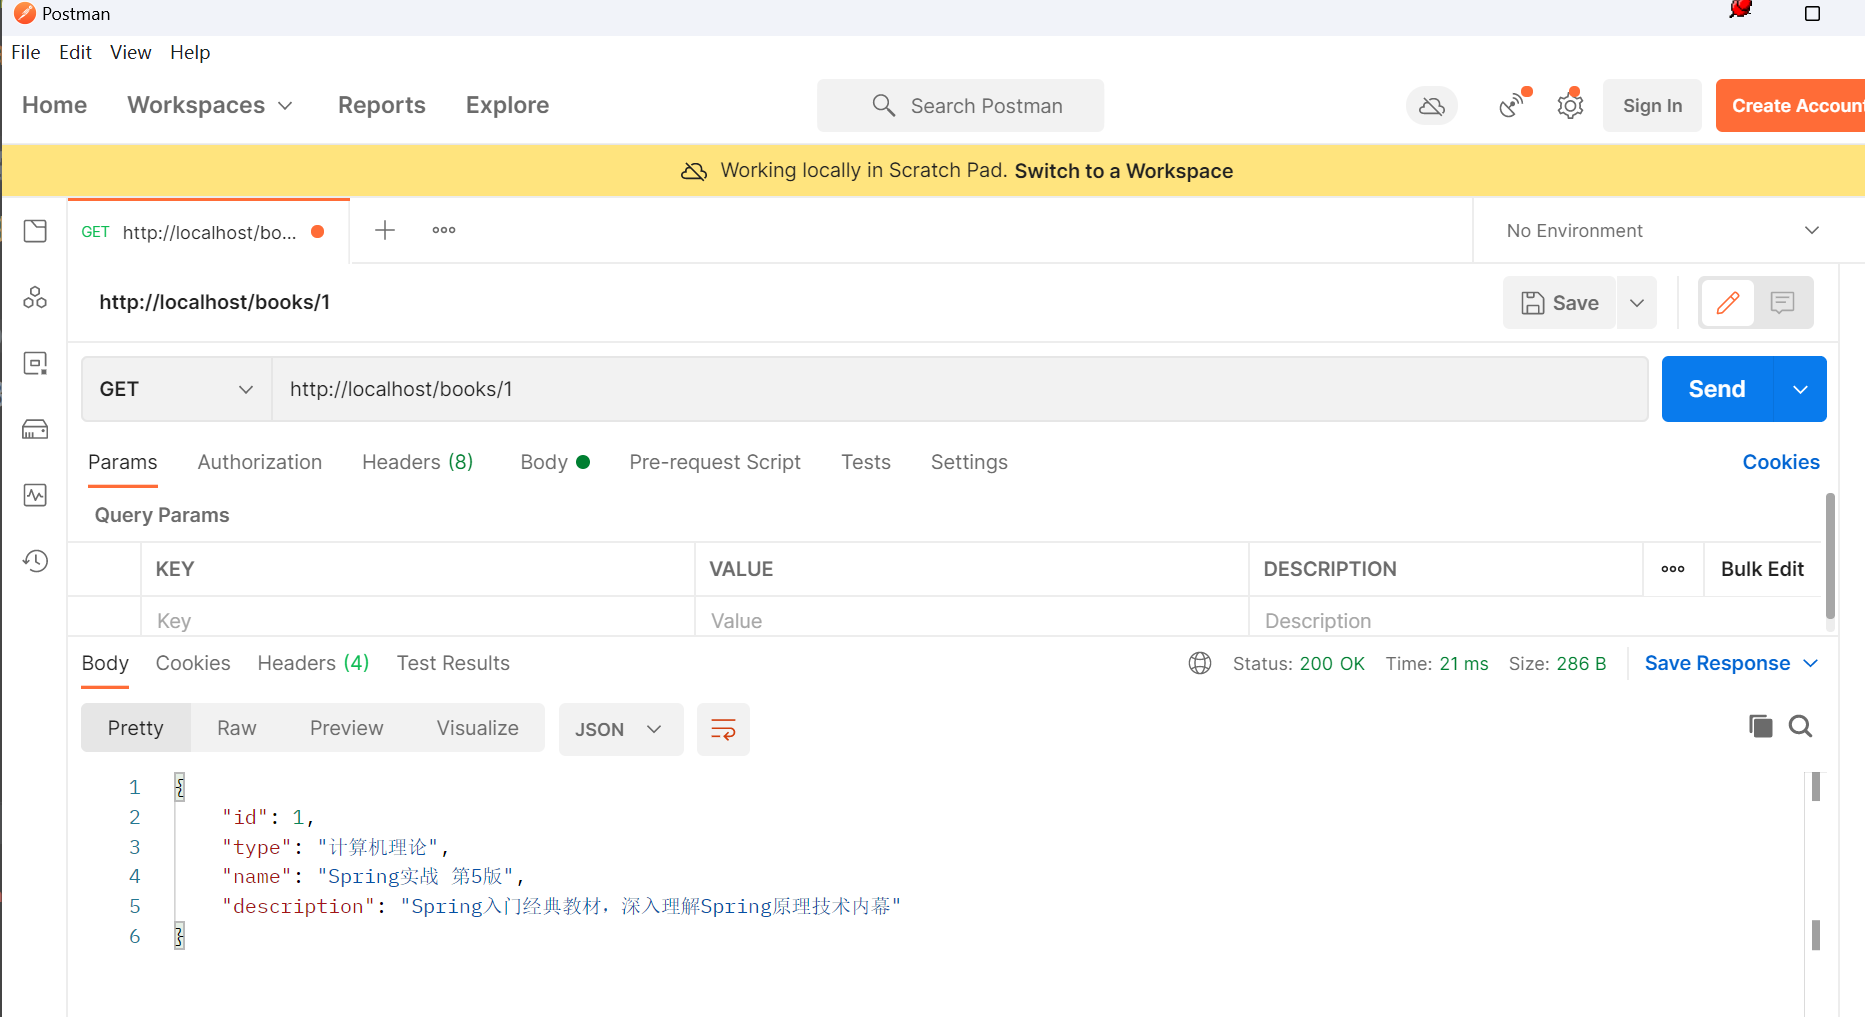 Postman
File Edit View Help
Home Workspaces Reports Explore Search Postman Sign In Create Account
Working locally in Scratch Pad. Switch to a Workspace
GET http://localhost/bo... No Environment
http://localhost/books/1 Save
GET http://localhost/books/1 Send
Params Authorization Headers (8) Body Pre-request Script Tests Settings Cookies
Query Params
KEY VALUE DESCRIPTION Bulk Edit
Key Value Description
Body Cookies Headers (4) Test Results Status: 200 OK Time: 21 ms Size: 286 B Save Response
Pretty Raw Preview Visualize JSON
1 {
2 "id": 1,
3 "type": "计算机理论",
4 "name": "Spring实战 第5版",
5 "description": "Spring入门经典教材，深入理解Spring原理技术内幕"
6 }